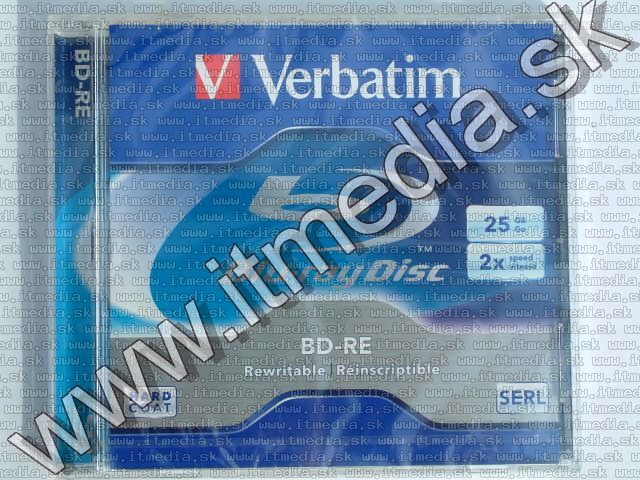 BD-RE
Verbatim
www.itmedia.sk
Blu-ray Disc
TM
25 GB
Go
2x speed
vitesse
BD-RE
Rewritable | Réinscriptible
HARD
COAT
SERL